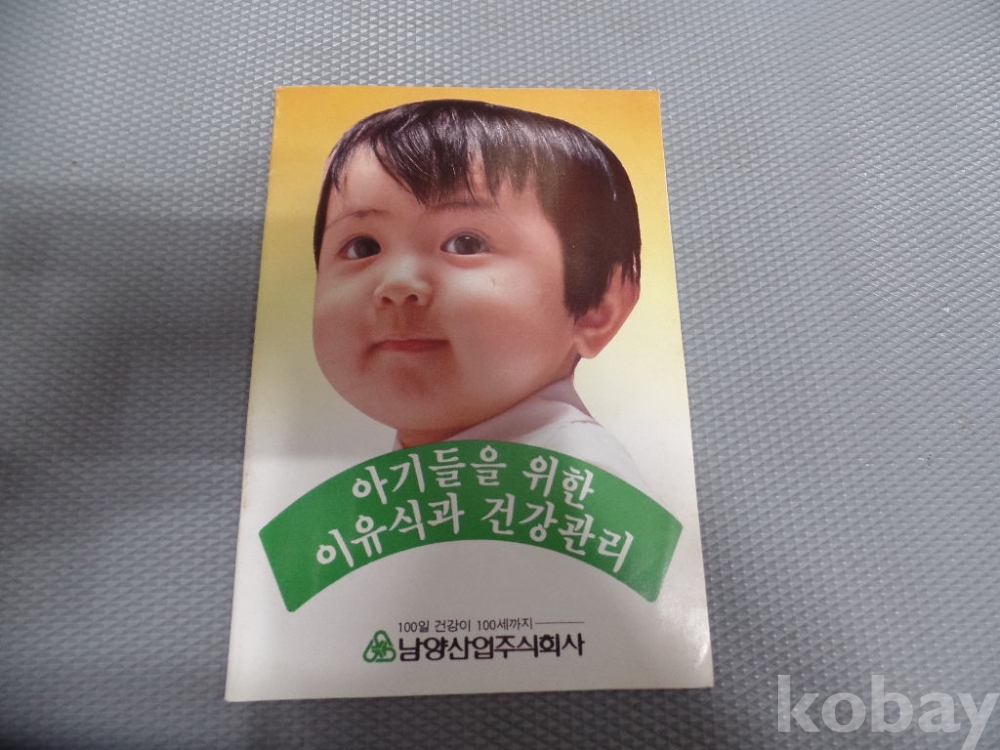 아기들을 위한
이유식과 건강관리
100일 건강이 100세까지
남양산업주식회사
kobay